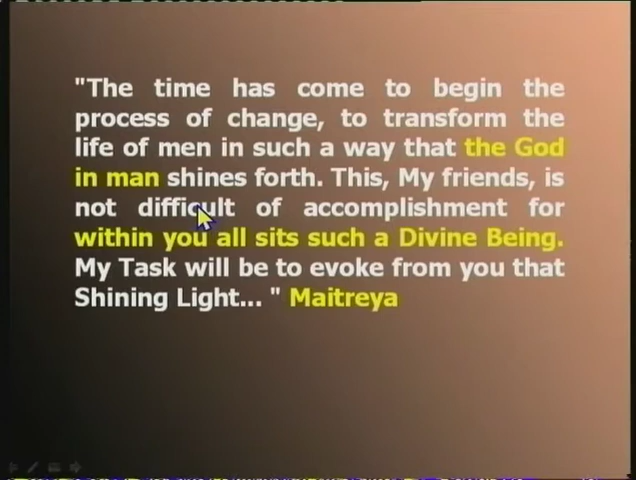 "The time has come to begin the
process of change, to transform the
life of men in such a way that the God
in man shines forth. This, My friends, is
not difficult of accomplishment for
within you all sits such a Divine Being.
My Task will be to evoke from you that
Shining Light... " Maitreya